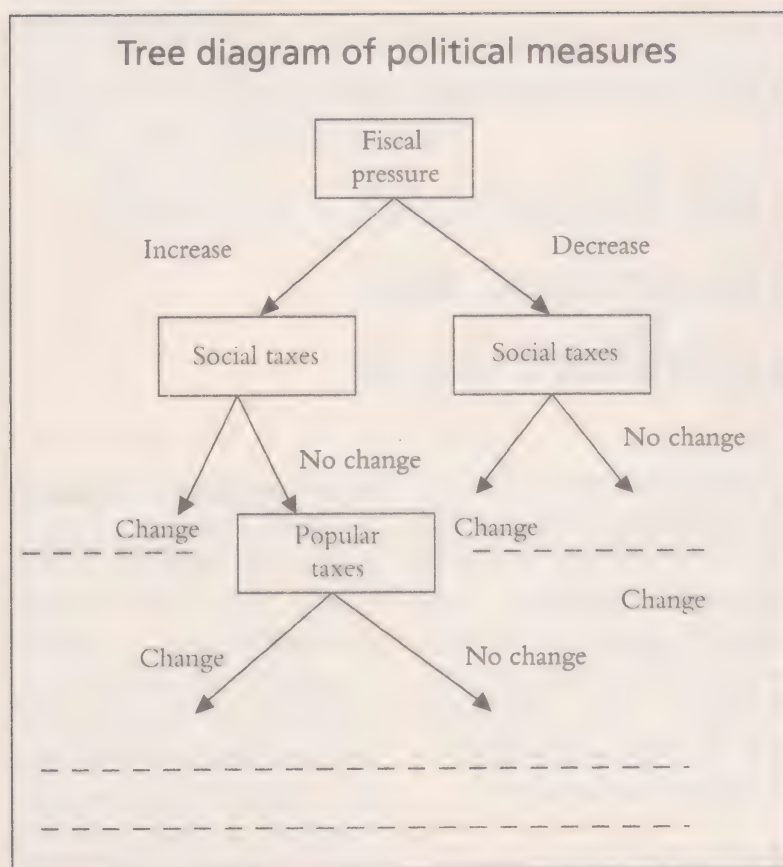 Tree diagram of political measures
Fiscal
pressure
Increase
Decrease
Social taxes
Social taxes
No change
No change
Change
Popular
taxes
Change
Change
Change
No change